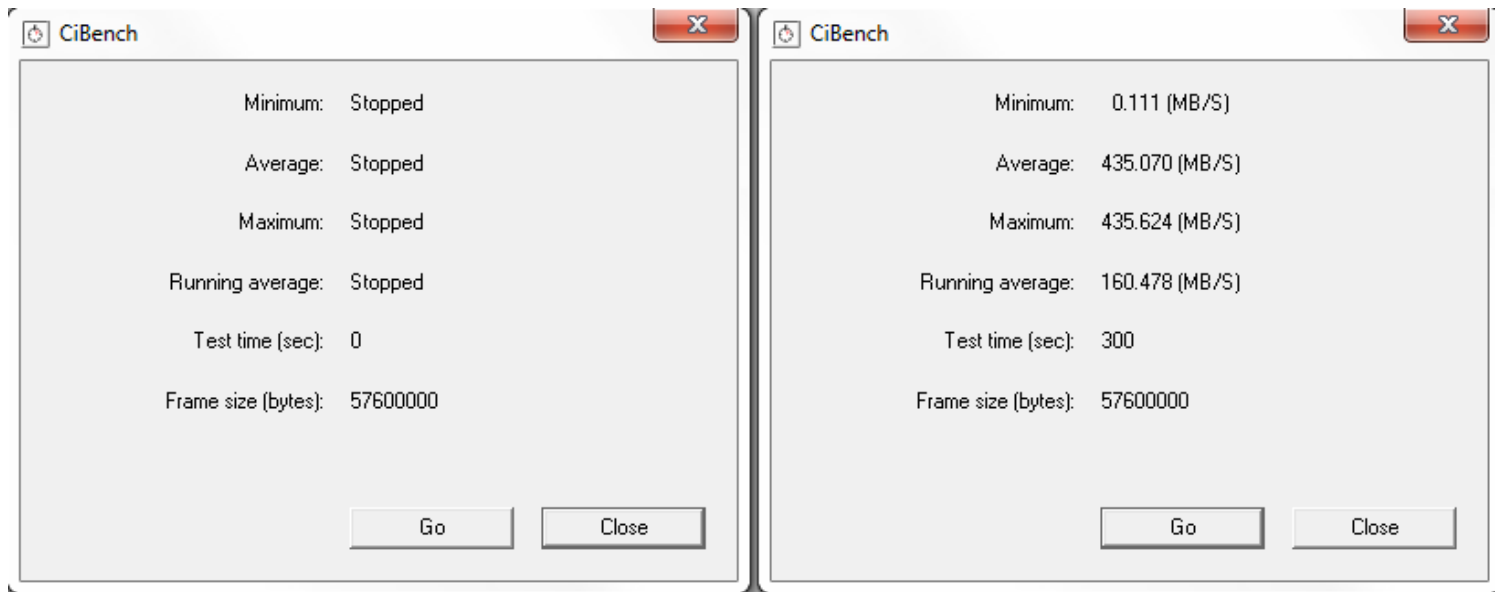 CiBench
Minimum: Stopped
Average: Stopped
Maximum: Stopped
Running average: Stopped
Test time (sec): 0
Frame size (bytes): 57600000
Go Close
CiBench
Minimum: 0.111 (MB/S)
Average: 435.070 (MB/S)
Maximum: 435.624 (MB/S)
Running average: 160.478 (MB/S)
Test time (sec): 300
Frame size (bytes): 57600000
Go Close